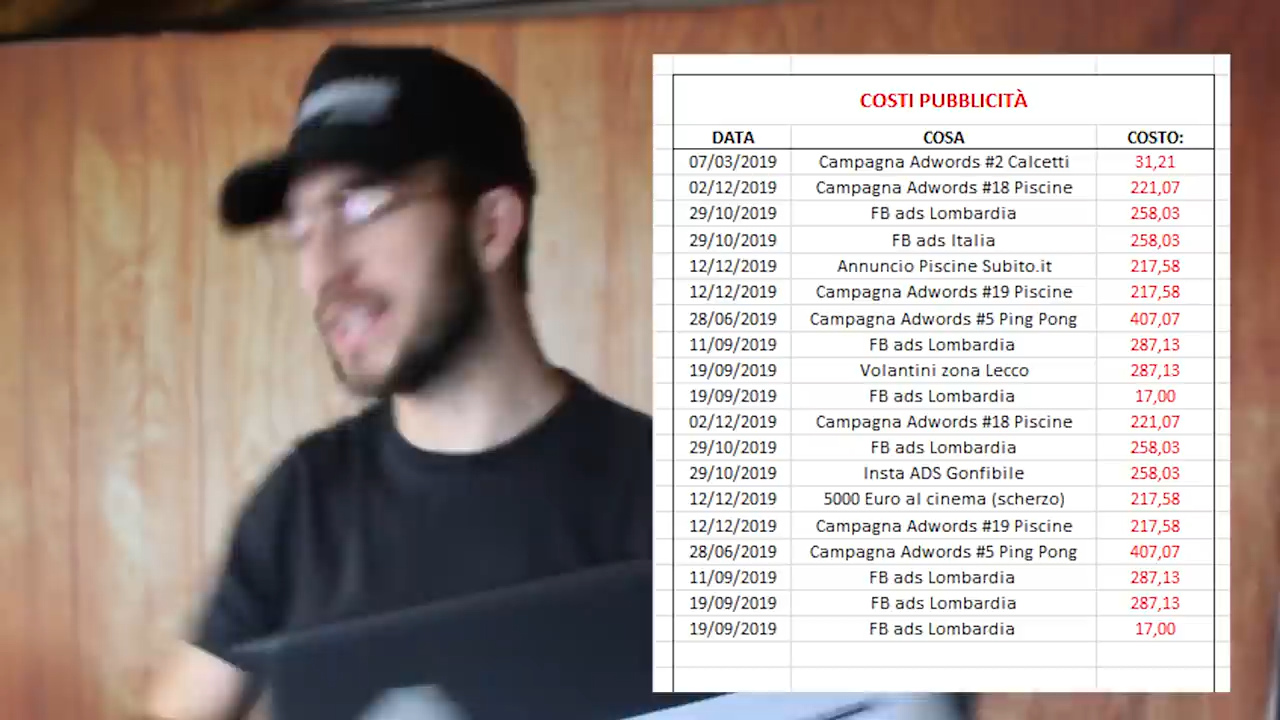 COSTI PUBBLICITÀ
DATA COSA COSTO:
07/03/2019 Campagna Adwords #2 Calcetti 31,21
02/12/2019 Campagna Adwords #18 Piscine 221,07
29/10/2019 FB ads Lombardia 258,03
29/10/2019 FB ads Italia 258,03
12/12/2019 Annuncio Piscine Subito.it 217,58
12/12/2019 Campagna Adwords #19 Piscine 217,58
28/06/2019 Campagna Adwords #5 Ping Pong 407,07
11/09/2019 FB ads Lombardia 287,13
19/09/2019 Volantini zona Lecco 287,13
19/09/2019 FB ads Lombardia 17,00
02/12/2019 Campagna Adwords #18 Piscine 221,07
29/10/2019 FB ads Lombardia 258,03
29/10/2019 Insta ADS Gonfibile 258,03
12/12/2019 5000 Euro al cinema (scherzo) 217,58
12/12/2019 Campagna Adwords #19 Piscine 217,58
28/06/2019 Campagna Adwords #5 Ping Pong 407,07
11/09/2019 FB ads Lombardia 287,13
19/09/2019 FB ads Lombardia 287,13
19/09/2019 FB ads Lombardia 17,00